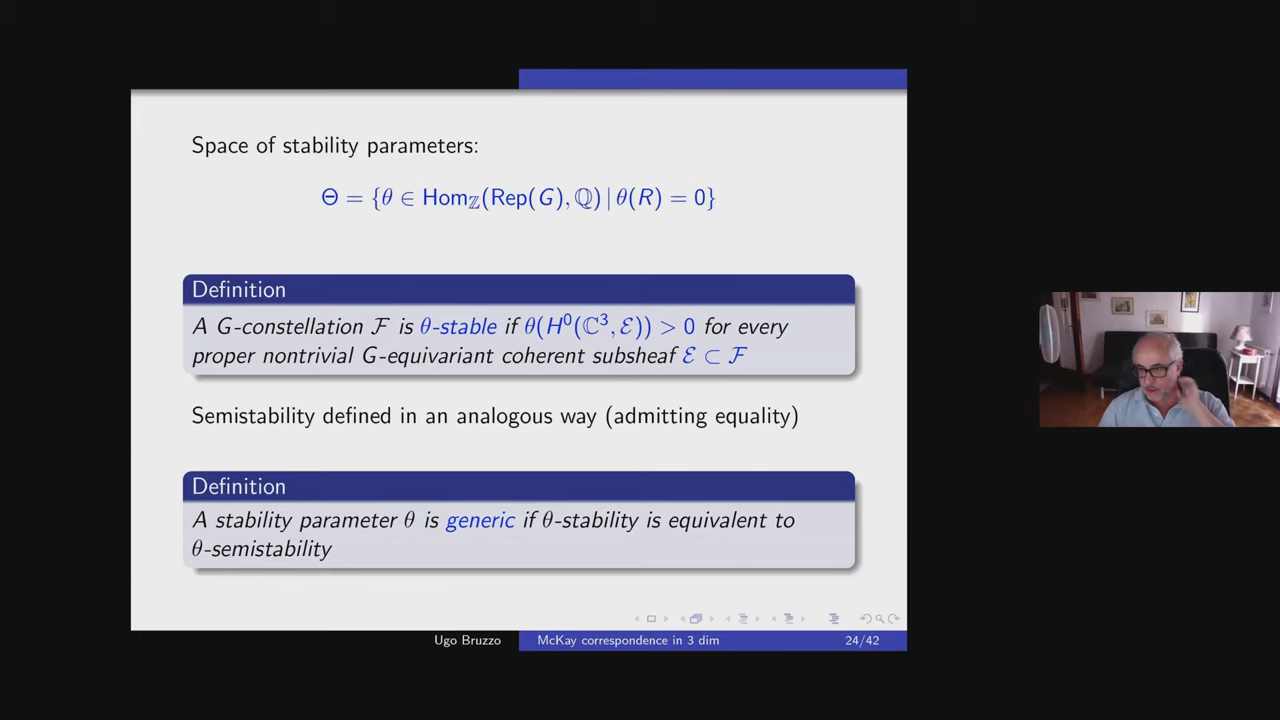 Space of stability parameters:
Θ = {θ ∈ Hom_ℤ(Rep(G), ℚ) | θ(R) = 0}
Definition
A G-constellation ℱ is θ-stable if θ(H⁰(ℂ³, ℰ)) > 0 for every
proper nontrivial G-equivariant coherent subsheaf ℰ ⊂ ℱ
Semistability defined in an analogous way (admitting equality)
Definition
A stability parameter θ is generic if θ-stability is equivalent to
θ-semistability
Ugo Bruzzo McKay correspondence in 3 dim 24/42